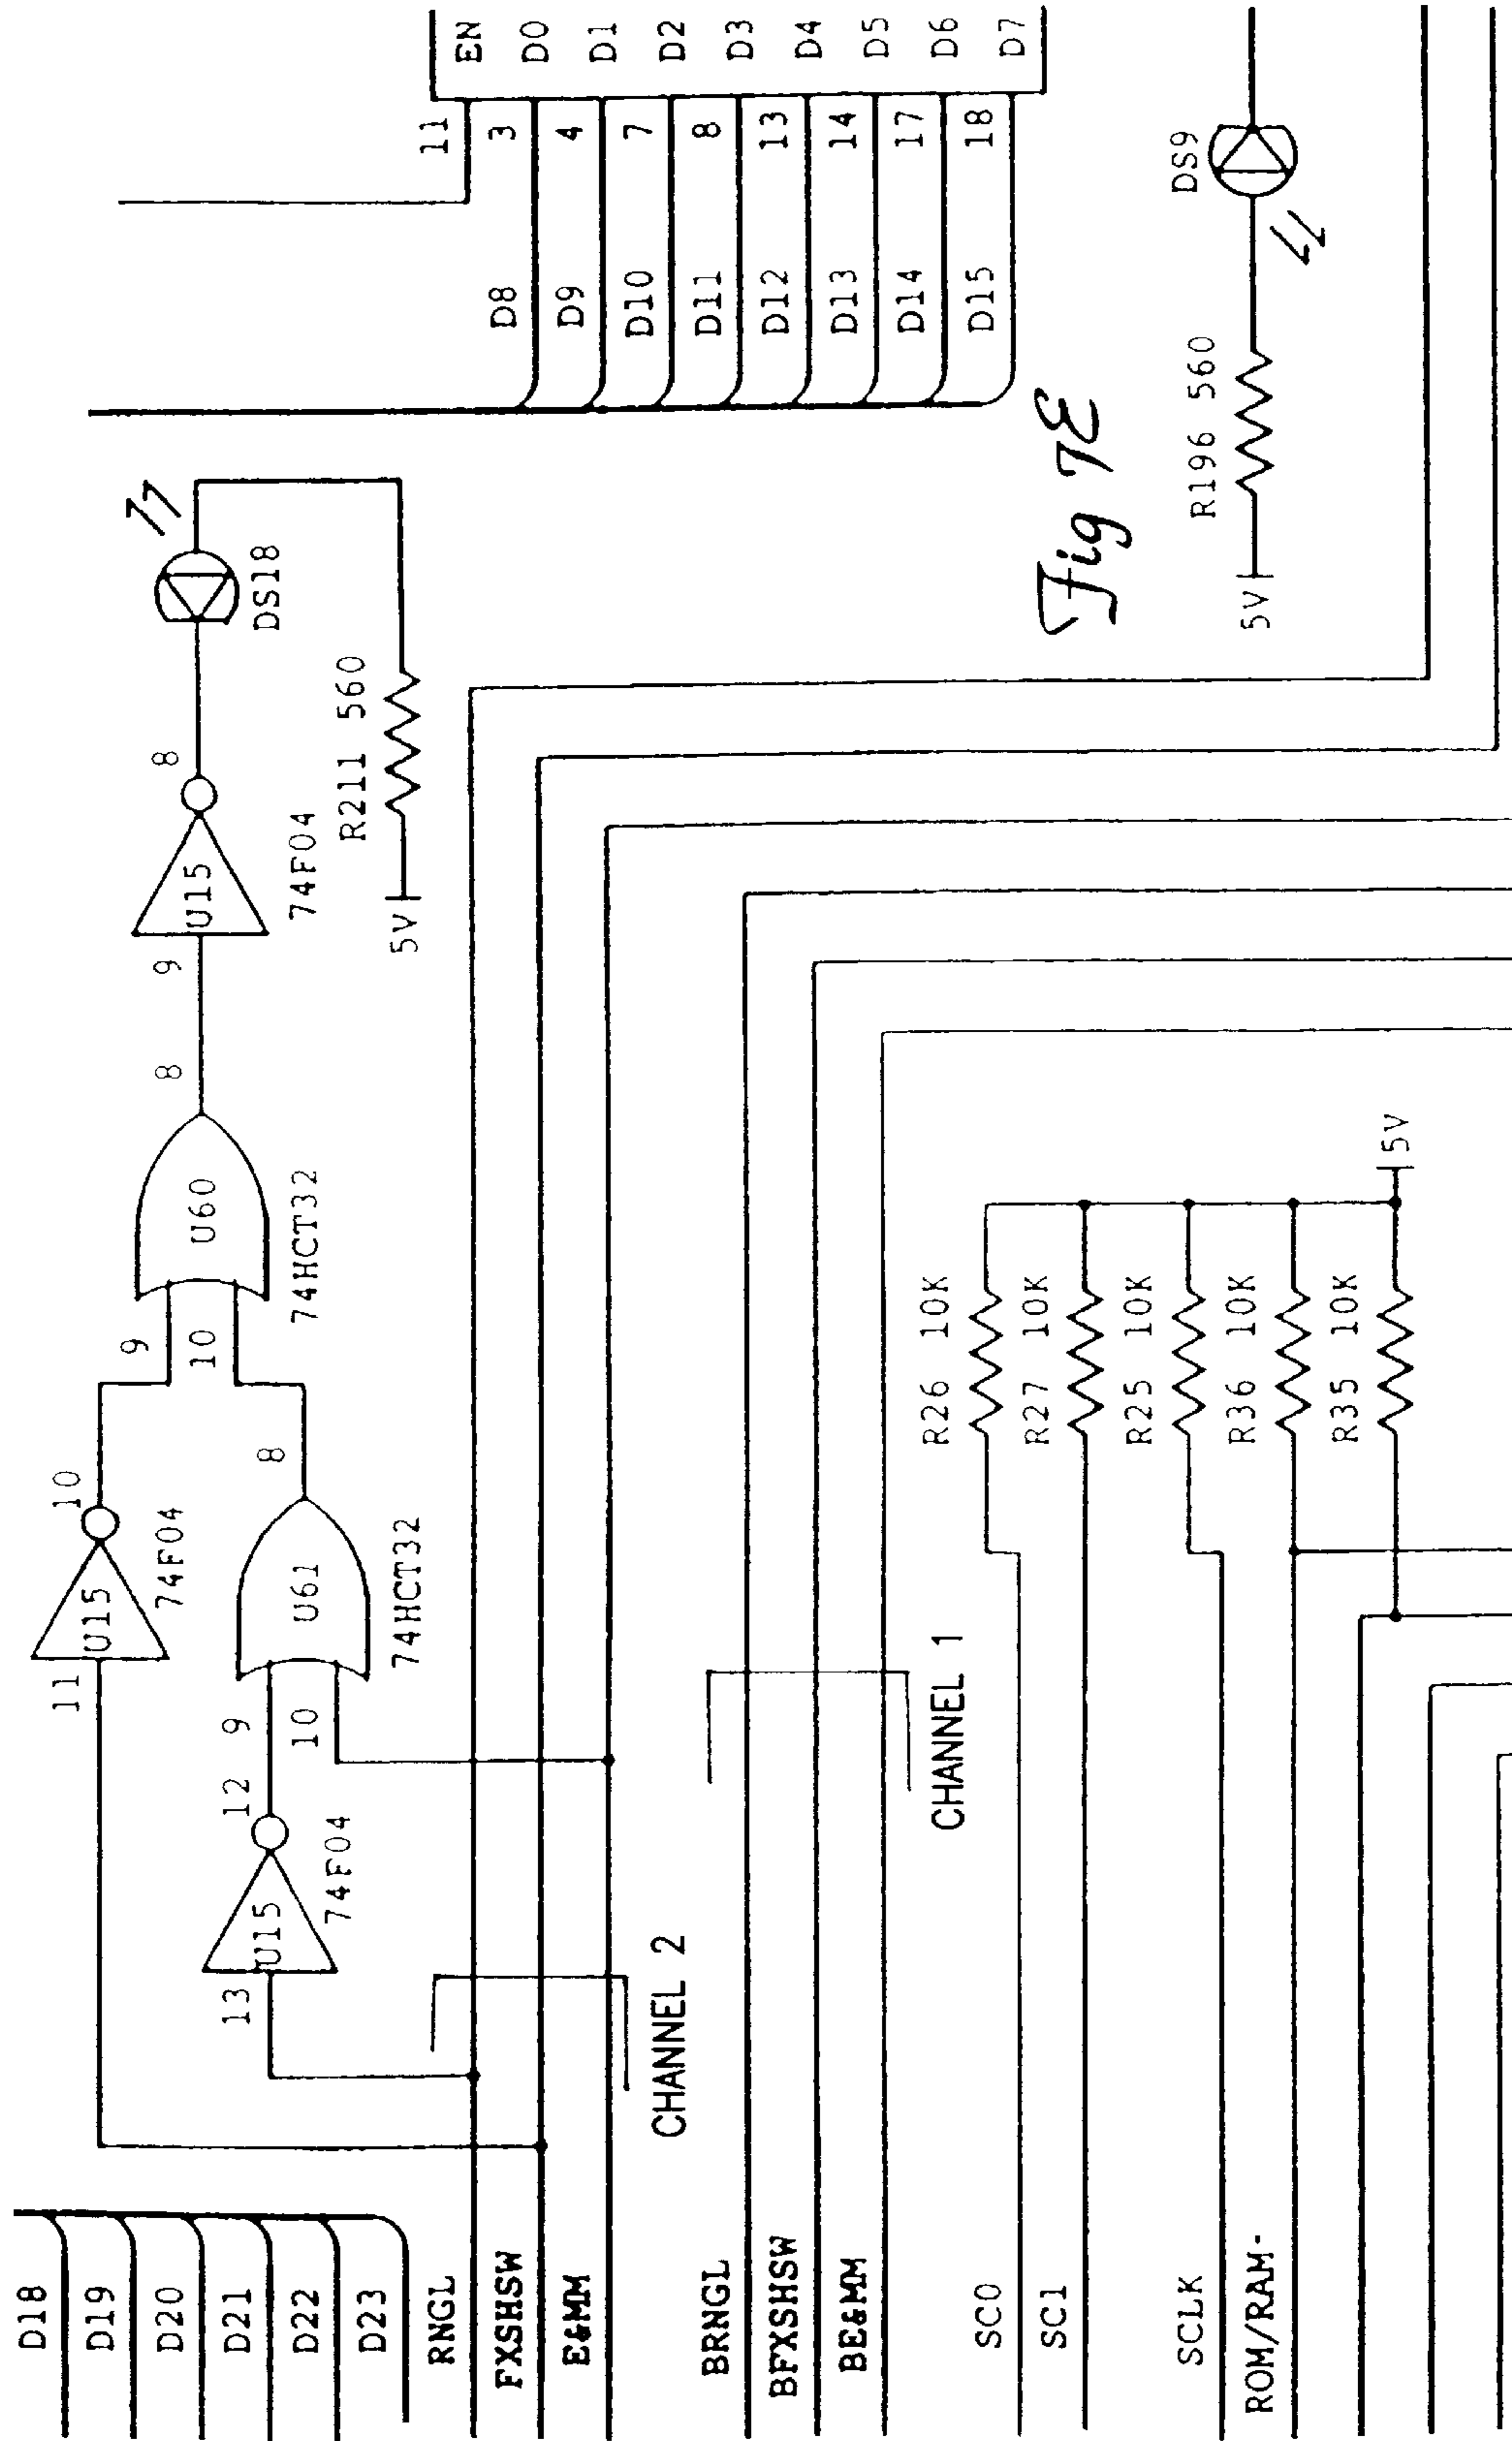 D18
D19
D20
D21
D22
D23
RNGL
FXSHSW
E&MM
CHANNEL 2
BRNGL
BFXSHSW
BE&MM
CHANNEL 1
SC0
SC1
SCLK
ROM/RAM-
11
U15
10
74F04
13
U15
12
74F04
9
10
U61
8
74HCT32
9
10
U60
8
74HCT32
9
U15
8
74F04
DS18
R211 560
5V
R26 10K
R27 10K
R25 10K
R36 10K
R35 10K
5V
11 EN
D8 3 D0
D9 4 D1
D10 7 D2
D11 8 D3
D12 13 D4
D13 14 D5
D14 17 D6
D15 18 D7
Fig 7E
5V
R196 560
DS9